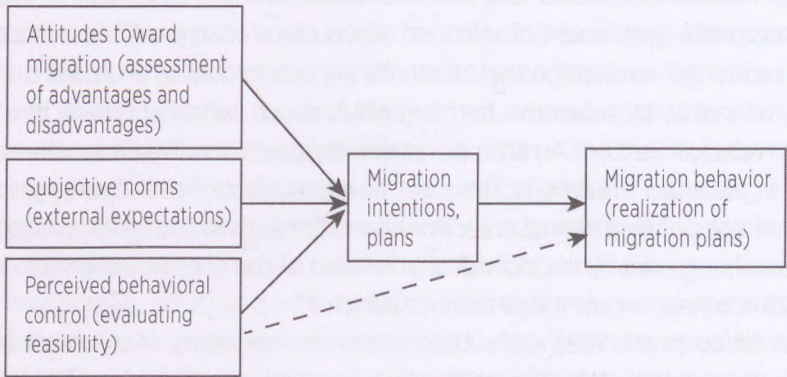 Attitudes toward
migration (assessment
of advantages and
disadvantages)
Subjective norms
(external expectations)
Perceived behavioral
control (evaluating
feasibility)
Migration
intentions,
plans
Migration behavior
(realization of
migration plans)